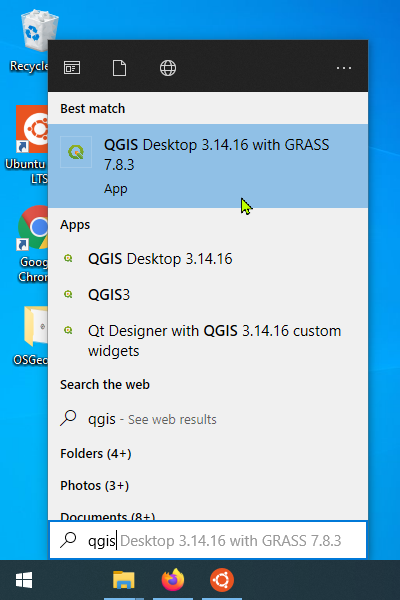 Recycle
Ubuntu
LTS
Goog
Chrom
OSGeo
Best match
QGIS Desktop 3.14.16 with GRASS
7.8.3
App
Apps
QGIS Desktop 3.14.16
QGIS3
Qt Designer with QGIS 3.14.16 custom
widgets
Search the web
qgis - See web results
Folders (4+)
Photos (3+)
Documents (8+)
qgis Desktop 3.14.16 with GRASS 7.8.3